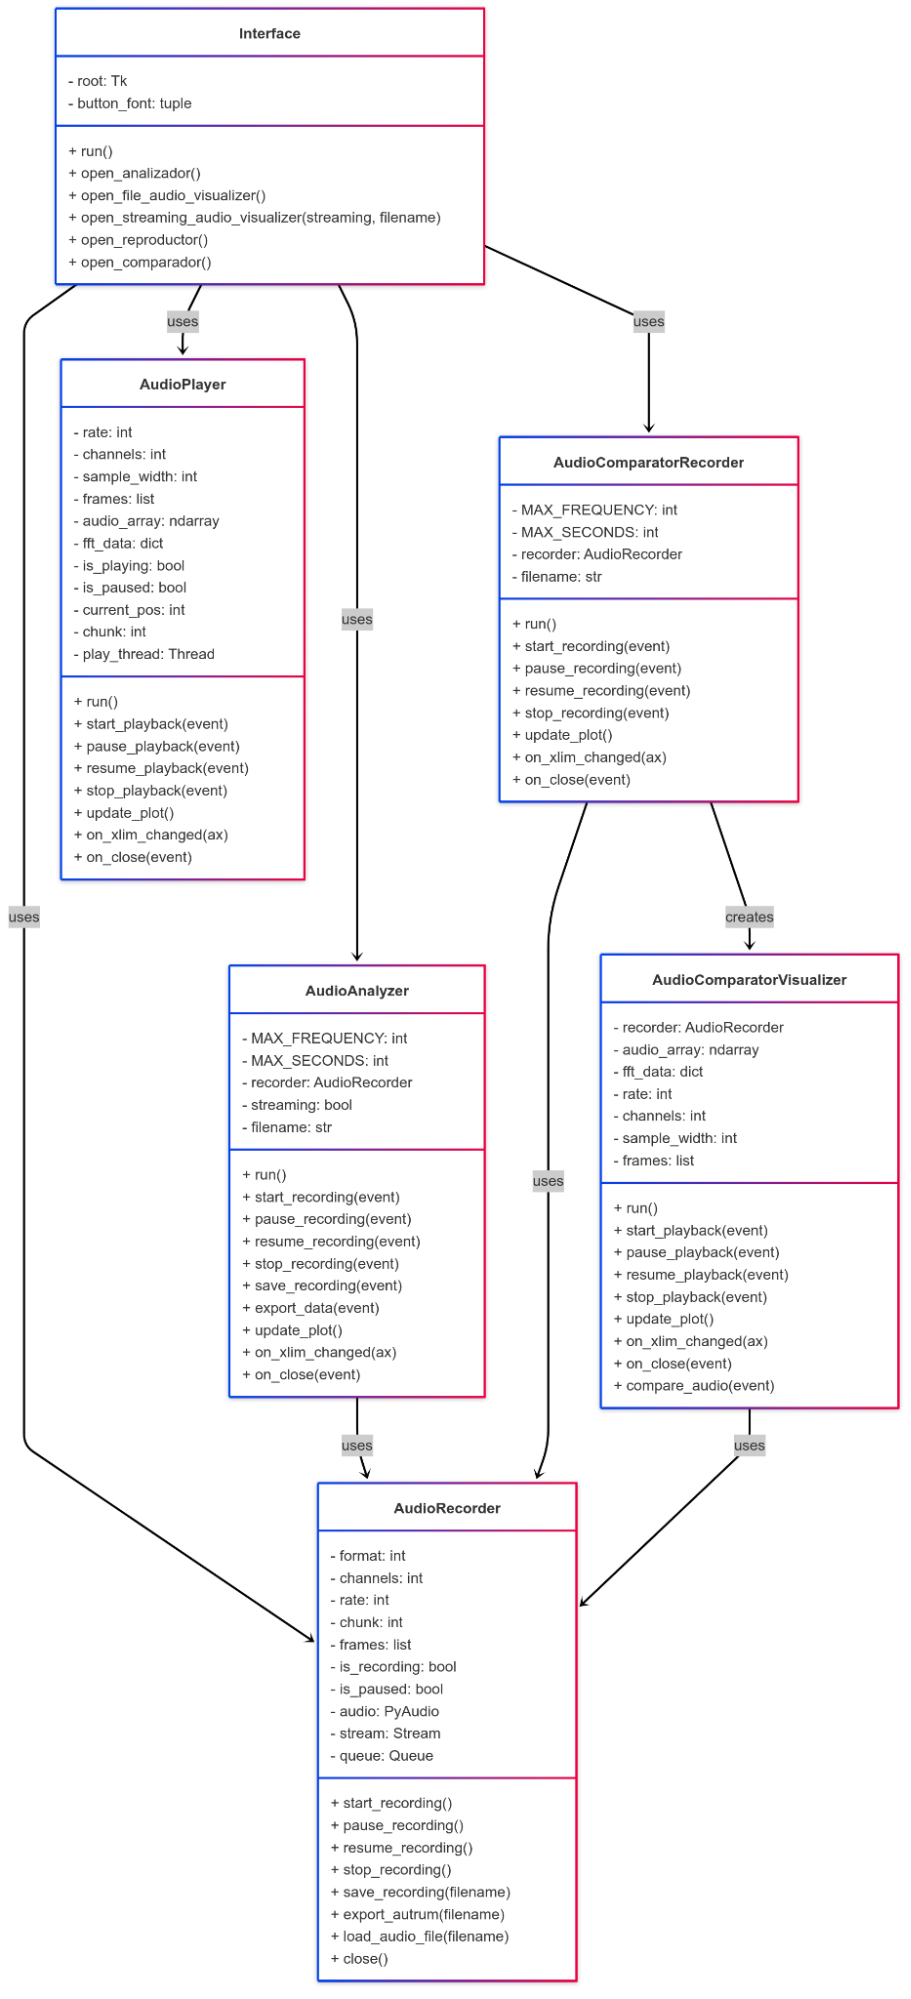 Interface
- root: Tk
- button_font: tuple
+ run()
+ open_analizador()
+ open_file_audio_visualizer()
+ open_streaming_audio_visualizer(streaming, filename)
+ open_reproductor()
+ open_comparador()
uses
uses
AudioPlayer
- rate: int
- channels: int
- sample_width: int
- frames: list
- audio_array: ndarray
- fft_data: dict
- is_playing: bool
- is_paused: bool
- current_pos: int
- chunk: int
- play_thread: Thread
+ run()
+ start_playback(event)
+ pause_playback(event)
+ resume_playback(event)
+ stop_playback(event)
+ update_plot()
+ on_xlim_changed(ax)
+ on_close(event)
AudioComparatorRecorder
- MAX_FREQUENCY: int
- MAX_SECONDS: int
- recorder: AudioRecorder
- filename: str
+ run()
+ start_recording(event)
+ pause_recording(event)
+ resume_recording(event)
+ stop_recording(event)
+ update_plot()
+ on_xlim_changed(ax)
+ on_close(event)
uses
uses
creates
AudioAnalyzer
- MAX_FREQUENCY: int
- MAX_SECONDS: int
- recorder: AudioRecorder
- streaming: bool
- filename: str
+ run()
+ start_recording(event)
+ pause_recording(event)
+ resume_recording(event)
+ stop_recording(event)
+ save_recording(event)
+ export_data(event)
+ update_plot()
+ on_xlim_changed(ax)
+ on_close(event)
uses
AudioComparatorVisualizer
- recorder: AudioRecorder
- audio_array: ndarray
- fft_data: dict
- rate: int
- channels: int
- sample_width: int
- frames: list
+ run()
+ start_playback(event)
+ pause_playback(event)
+ resume_playback(event)
+ stop_playback(event)
+ update_plot()
+ on_xlim_changed(ax)
+ on_close(event)
+ compare_audio(event)
uses
uses
AudioRecorder
- format: int
- channels: int
- rate: int
- chunk: int
- frames: list
- is_recording: bool
- is_paused: bool
- audio: PyAudio
- stream: Stream
- queue: Queue
+ start_recording()
+ pause_recording()
+ resume_recording()
+ stop_recording()
+ save_recording(filename)
+ export_autrum(filename)
+ load_audio_file(filename)
+ close()